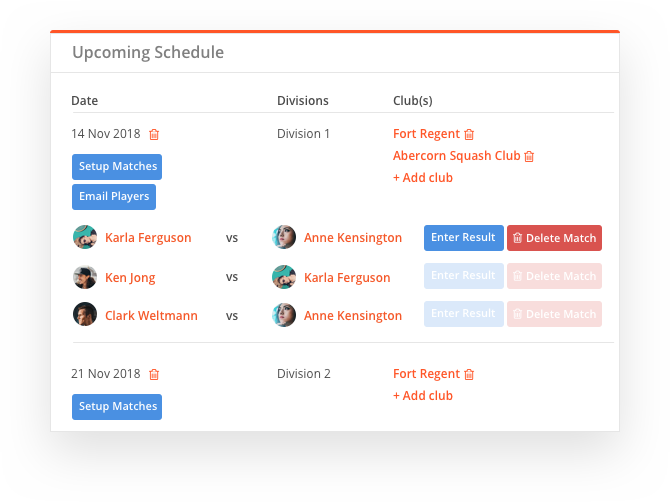 Upcoming Schedule
Date Divisions Club(s)
14 Nov 2018 Division 1 Fort Regent
Abercorn Squash Club
Setup Matches
+ Add club
Email Players
Karla Ferguson vs Anne Kensington Enter Result Delete Match
Ken Jong vs Karla Ferguson Enter Result Delete Match
Clark Weltmann vs Anne Kensington Enter Result Delete Match
21 Nov 2018 Division 2 Fort Regent
+ Add club
Setup Matches